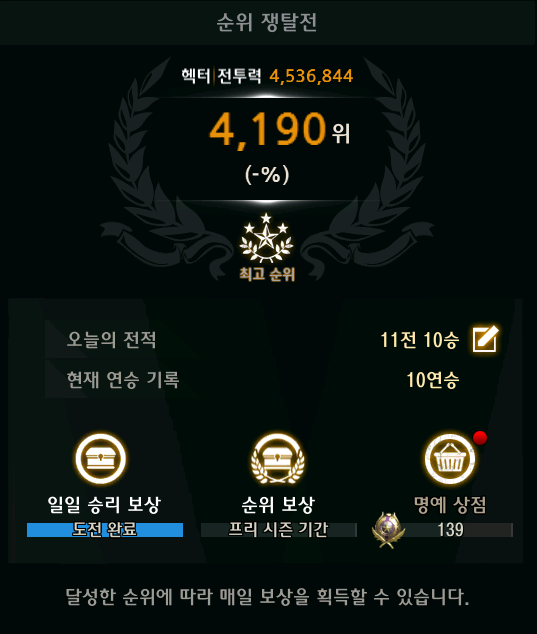 순위 쟁탈전
헥터 전투력 4,536,844
4,190위
(-%)
최고 순위
오늘의 전적 11전 10승
현재 연승 기록 10연승
일일 승리 보상 순위 보상 명예 상점
도전 완료 프리 시즌 기간 139
달성한 순위에 따라 매일 보상을 획득할 수 있습니다.